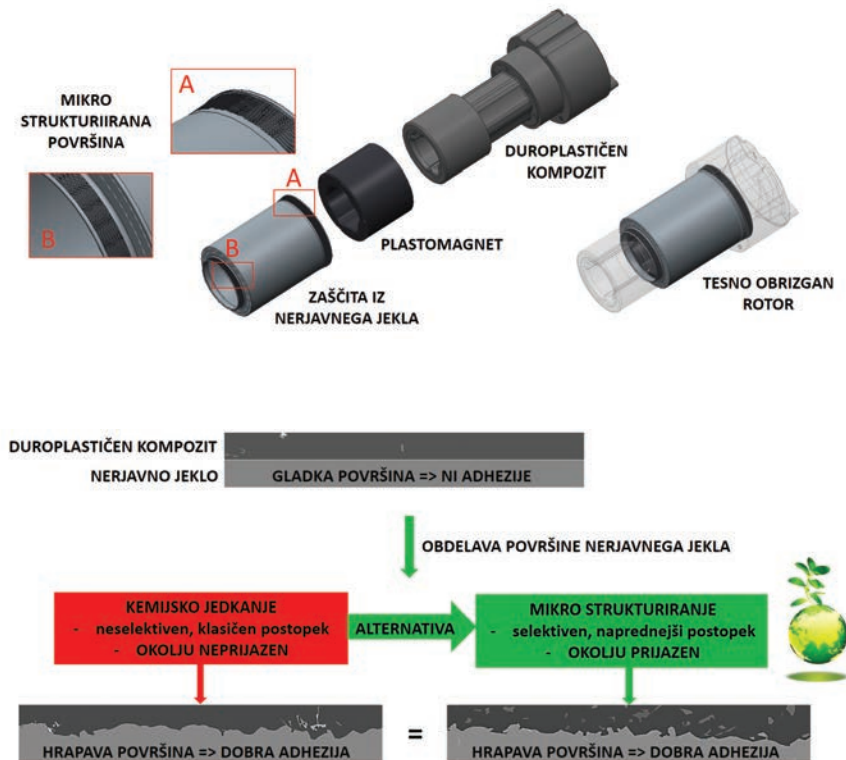 A
MIKRO
STRUKTURIIRANA
POVRŠINA
B
A
B
DUROPLASTIČEN
KOMPOZIT
PLASTOMAGNET
ZAŠČITA IZ
NERJAVNEGA JEKLA
TESNO OBRIZGAN
ROTOR
DUROPLASTIČEN KOMPOZIT
NERJAVNO JEKLO
GLADKA POVRŠINA => NI ADHEZIJE
OBDELAVA POVRŠINE NERJAVNEGA JEKLA
KEMIJSKO JEDKANJE
- neselektiven, klasičen postopek
- OKOLJU NEPRIJAZEN
ALTERNATIVA
MIKRO STRUKTURIRANJE
- selektiven, naprednejši postopek
- OKOLJU PRIJAZEN
HRAPAVA POVRŠINA => DOBRA ADHEZIJA
=
HRAPAVA POVRŠINA => DOBRA ADHEZIJA